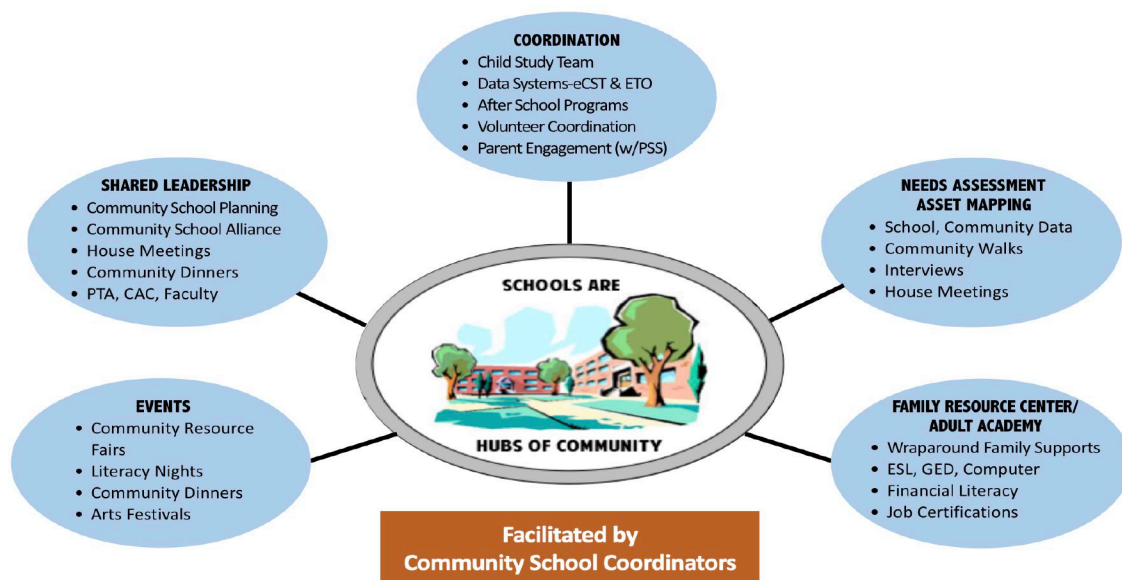 COORDINATION
• Child Study Team
• Data Systems-eCST & ETO
• After School Programs
• Volunteer Coordination
• Parent Engagement (w/PSS)
SHARED LEADERSHIP
• Community School Planning
• Community School Alliance
• House Meetings
• Community Dinners
• PTA, CAC, Faculty
NEEDS ASSESSMENT
ASSET MAPPING
• School, Community Data
• Community Walks
• Interviews
• House Meetings
SCHOOLS ARE
HUBS OF COMMUNITY
EVENTS
• Community Resource
Fairs
• Literacy Nights
• Community Dinners
• Arts Festivals
FAMILY RESOURCE CENTER/
ADULT ACADEMY
• Wraparound Family Supports
• ESL, GED, Computer
• Financial Literacy
• Job Certifications
Facilitated by
Community School Coordinators